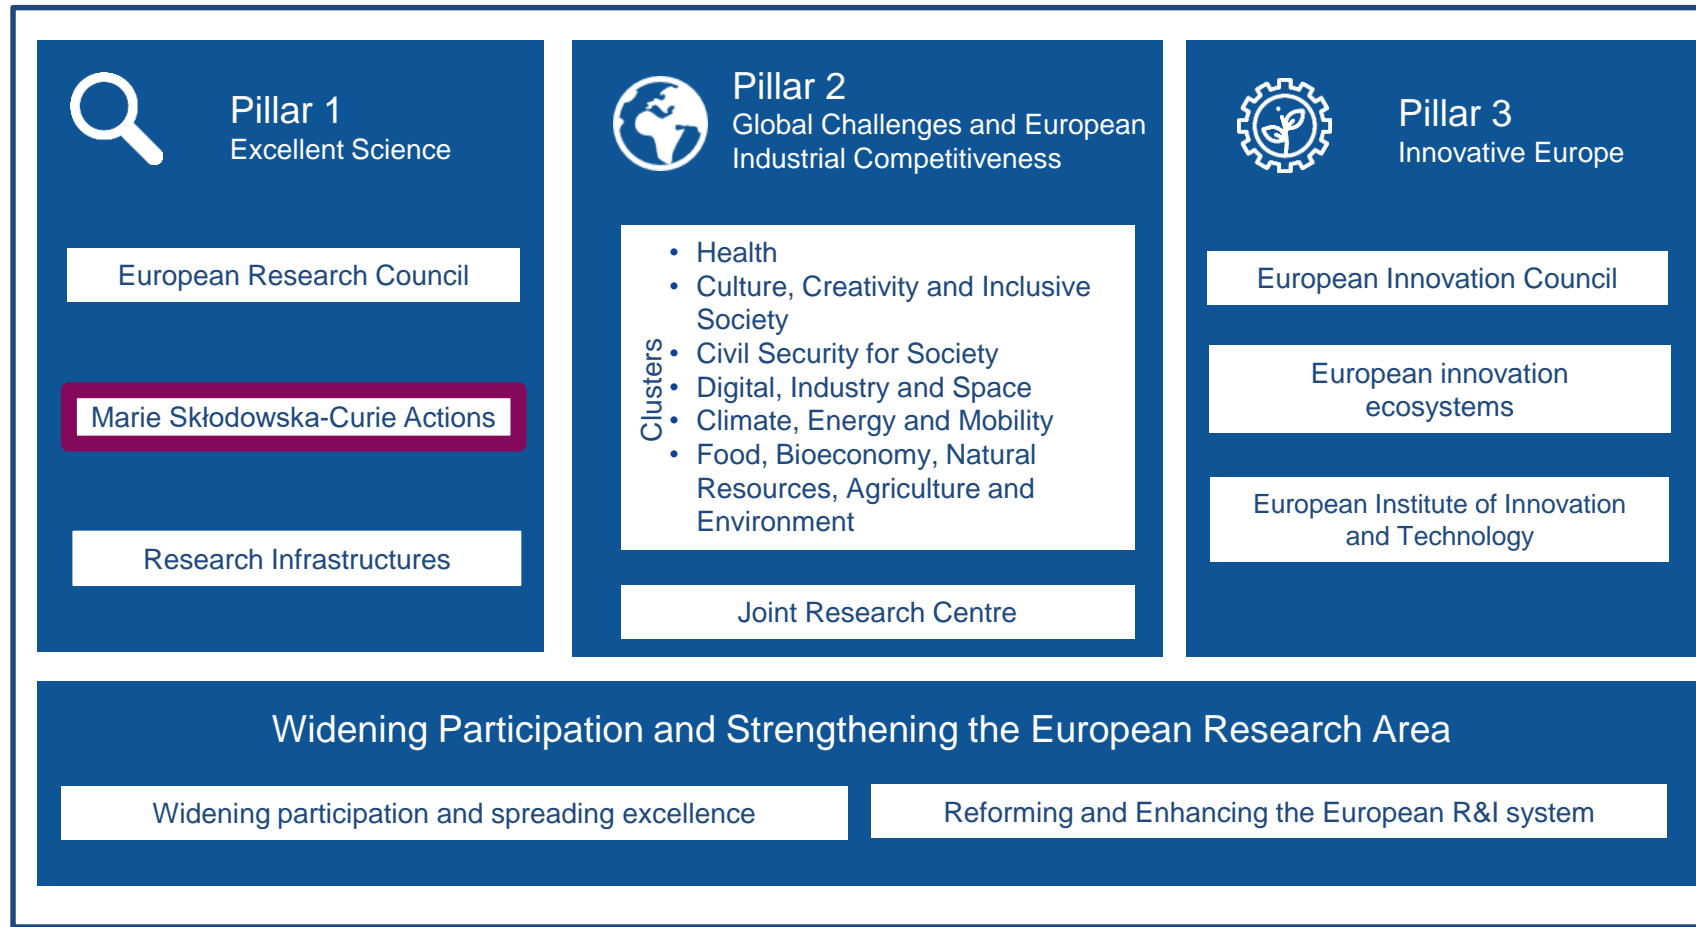 Pillar 1
Excellent Science
European Research Council
Marie Skłodowska-Curie Actions
Research Infrastructures
Pillar 2
Global Challenges and European
Industrial Competitiveness
Clusters
• Health
• Culture, Creativity and Inclusive
Society
• Civil Security for Society
• Digital, Industry and Space
• Climate, Energy and Mobility
• Food, Bioeconomy, Natural
Resources, Agriculture and
Environment
Joint Research Centre
Pillar 3
Innovative Europe
European Innovation Council
European innovation
ecosystems
European Institute of Innovation
and Technology
Widening Participation and Strengthening the European Research Area
Widening participation and spreading excellence
Reforming and Enhancing the European R&I system